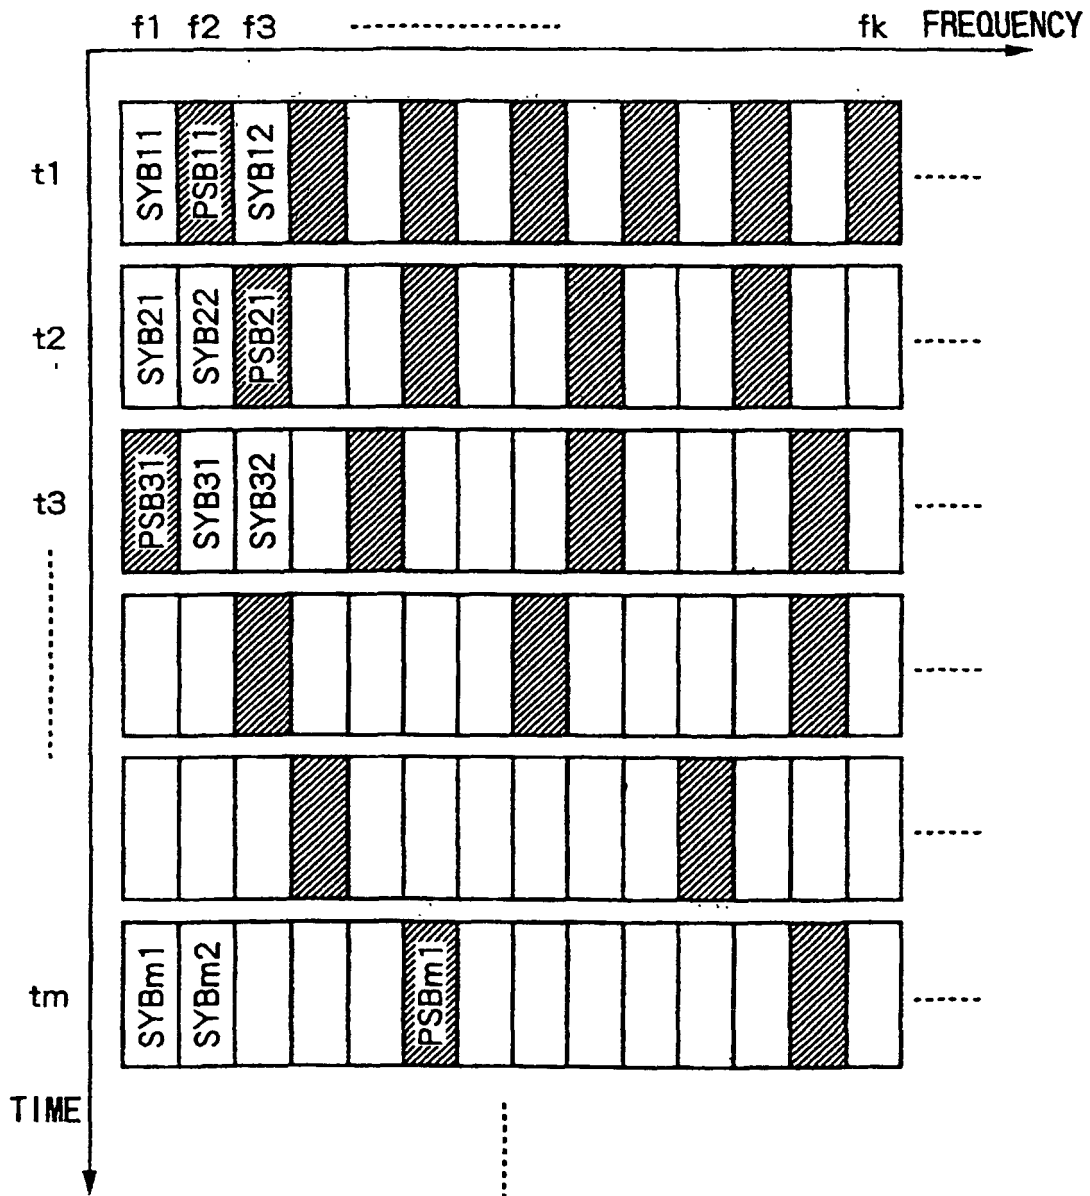 f1 f2 f3 fk FREQUENCY
t1 SYB11 PSB11 SYB12
t2 SYB21 SYB22 PSB21
t3 PSB31 SYB31 SYB32
tm SYBm1 SYBm2 PSBm1
TIME